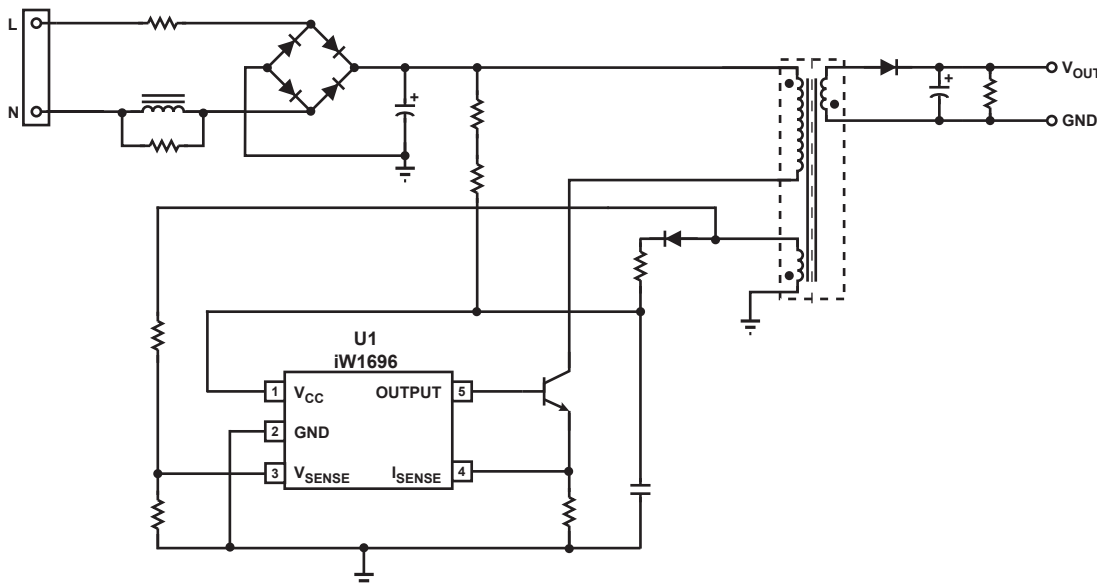 L
N
V_OUT
GND
U1
iW1696
1 V_CC OUTPUT 5
2 GND
3 V_SENSE I_SENSE 4
+
+